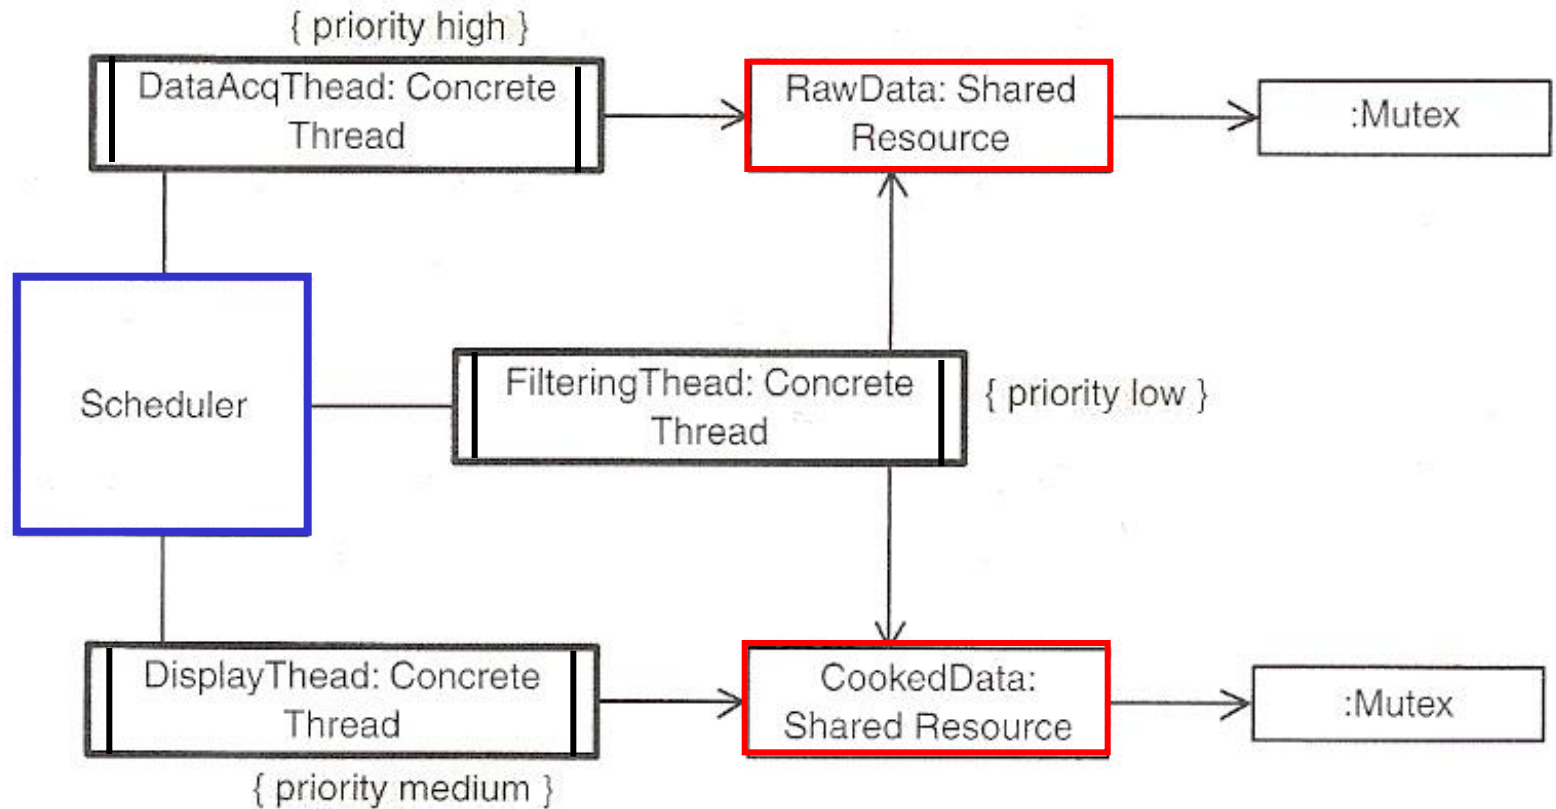 { priority high }
DataAcqThead: Concrete
Thread
RawData: Shared
Resource
:Mutex
Scheduler
FilteringThead: Concrete
Thread
{ priority low }
DisplayThead: Concrete
Thread
{ priority medium }
CookedData:
Shared Resource
:Mutex